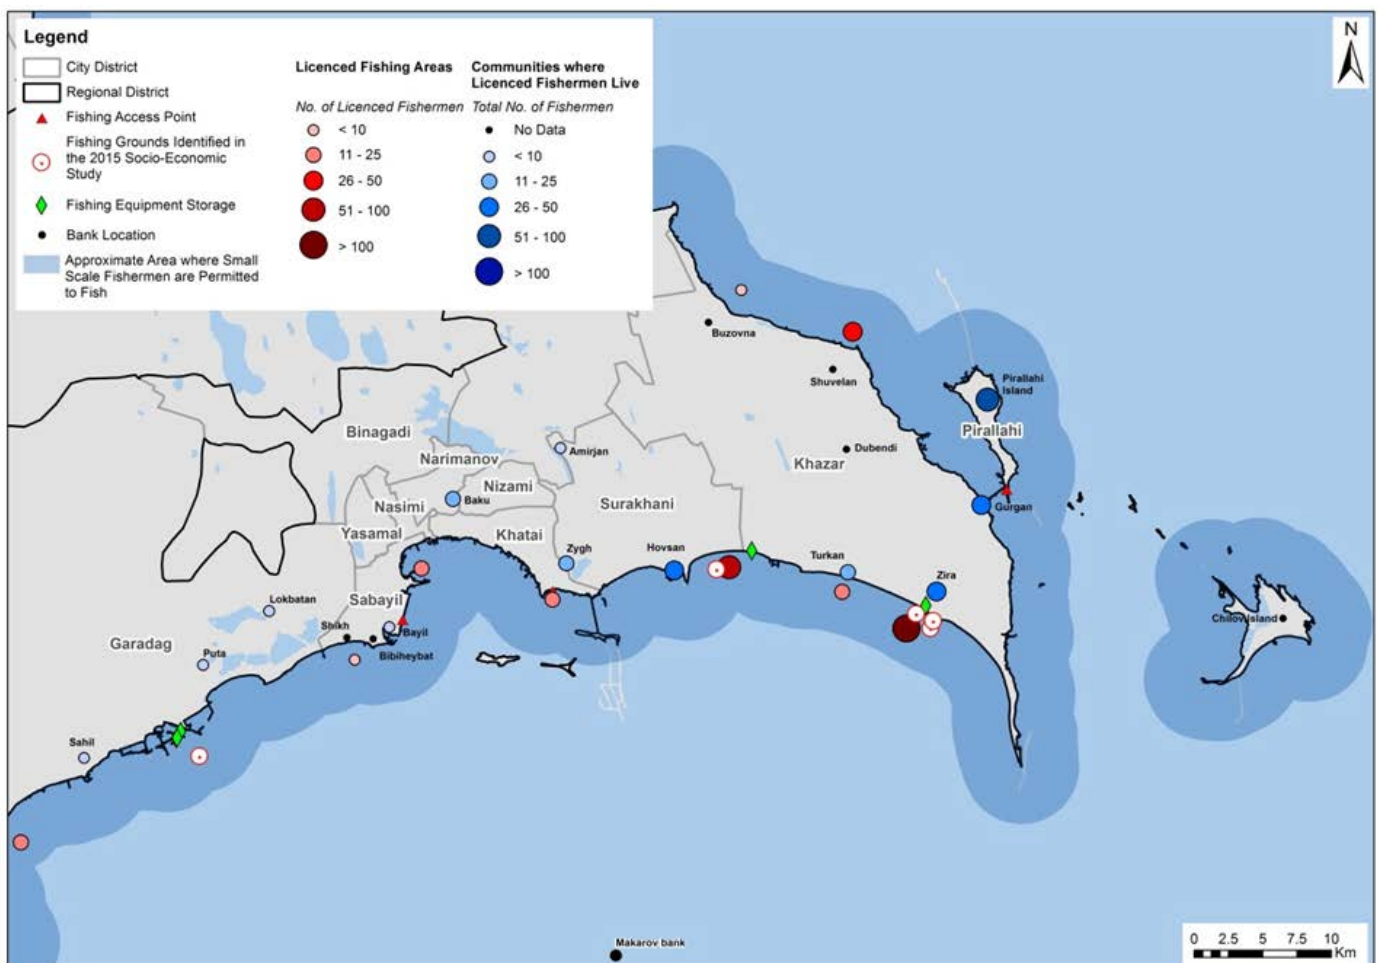 Legend
City District
Regional District
Fishing Access Point
Fishing Grounds Identified in
the 2015 Socio-Economic
Study
Fishing Equipment Storage
Bank Location
Approximate Area where Small
Scale Fishermen are Permitted
to Fish
Licenced Fishing Areas
No. of Licenced Fishermen
< 10
11 - 25
26 - 50
51 - 100
> 100
Communities where
Licenced Fishermen Live
Total No. of Fishermen
No Data
< 10
11 - 25
26 - 50
51 - 100
> 100
N
Buzovna
Shuvelan
Pirallahi
Island
Pirallahi
Binagadi
Narimanov
Amirjan
Dubendi
Khazar
Nizami
Baku
Nasimi
Surakhani
Gurgan
Yasamal
Khatai
Zygh
Hovsan
Turkan
Zira
Lokbatan
Sabayil
Shikh
Bayil
Chilov Island
Garadag
Puta
Bibiheybat
Sahil
Makarov bank
0 2.5 5 7.5 10
Km